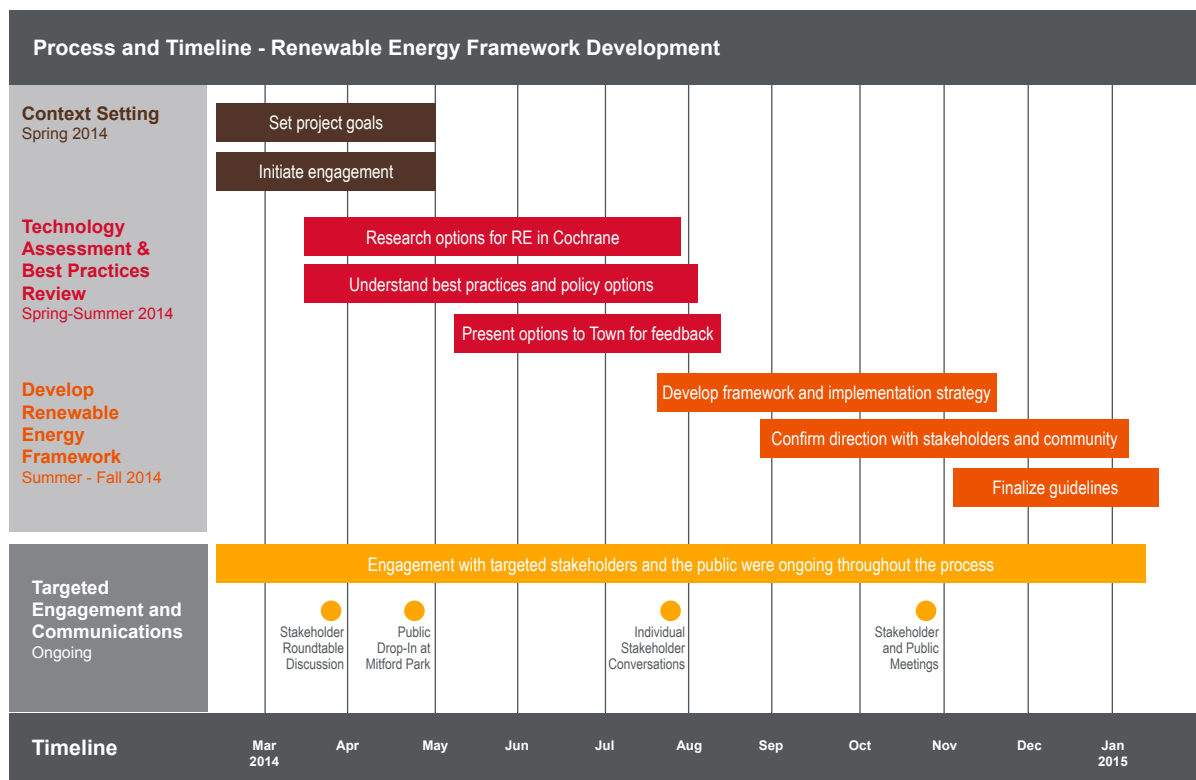 Process and Timeline - Renewable Energy Framework Development
Context Setting
Spring 2014
Set project goals
Initiate engagement
Technology
Assessment &
Best Practices
Review
Spring-Summer 2014
Research options for RE in Cochrane
Understand best practices and policy options
Present options to Town for feedback
Develop
Renewable
Energy
Framework
Summer - Fall 2014
Develop framework and implementation strategy
Confirm direction with stakeholders and community
Finalize guidelines
Targeted
Engagement and
Communications
Ongoing
Engagement with targeted stakeholders and the public were ongoing throughout the process
Stakeholder
Roundtable
Discussion
Public
Drop-In at
Mitford Park
Individual
Stakeholder
Conversations
Stakeholder
and Public
Meetings
Timeline
Mar
2014
Apr
May
Jun
Jul
Aug
Sep
Oct
Nov
Dec
Jan
2015